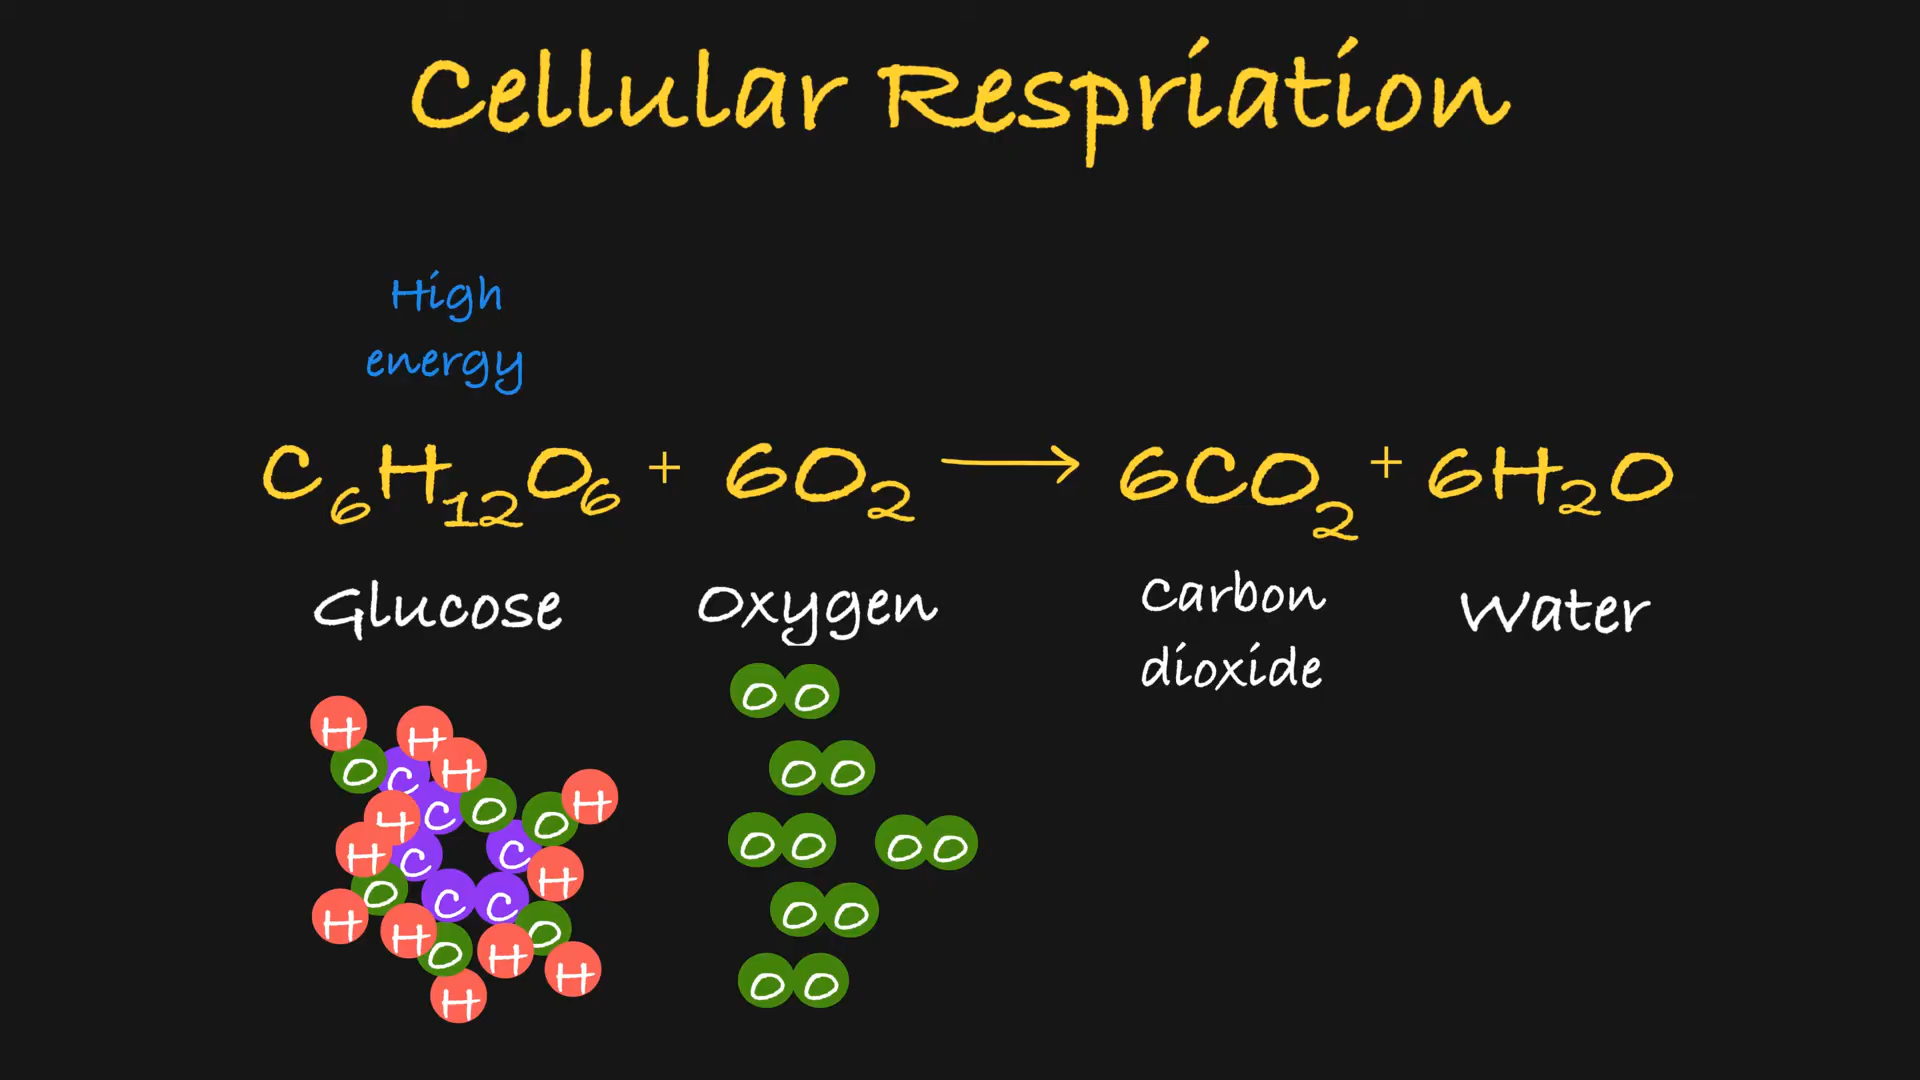 Cellular Respriation
High
energy
C6H12O6 + 6O2 → 6CO2 + 6H2O
Glucose
Oxygen
Carbon
dioxide
Water
H
H
O C H
C O O H
H
H C C H
O
C C
H H O O
H H
H
O O
O O
O O O O
O O
O O